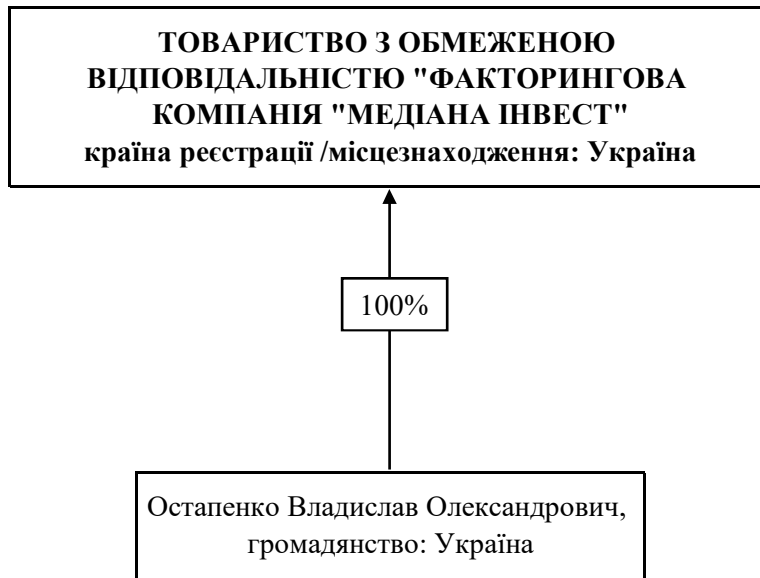 ТОВАРИСТВО З ОБМЕЖЕНОЮ
ВІДПОВІДАЛЬНІСТЮ "ФАКТОРИНГОВА
КОМПАНІЯ "МЕДІАНА ІНВЕСТ"
країна реєстрації /місцезнаходження: Україна
100%
Остапенко Владислав Олександрович,
громадянство: Україна